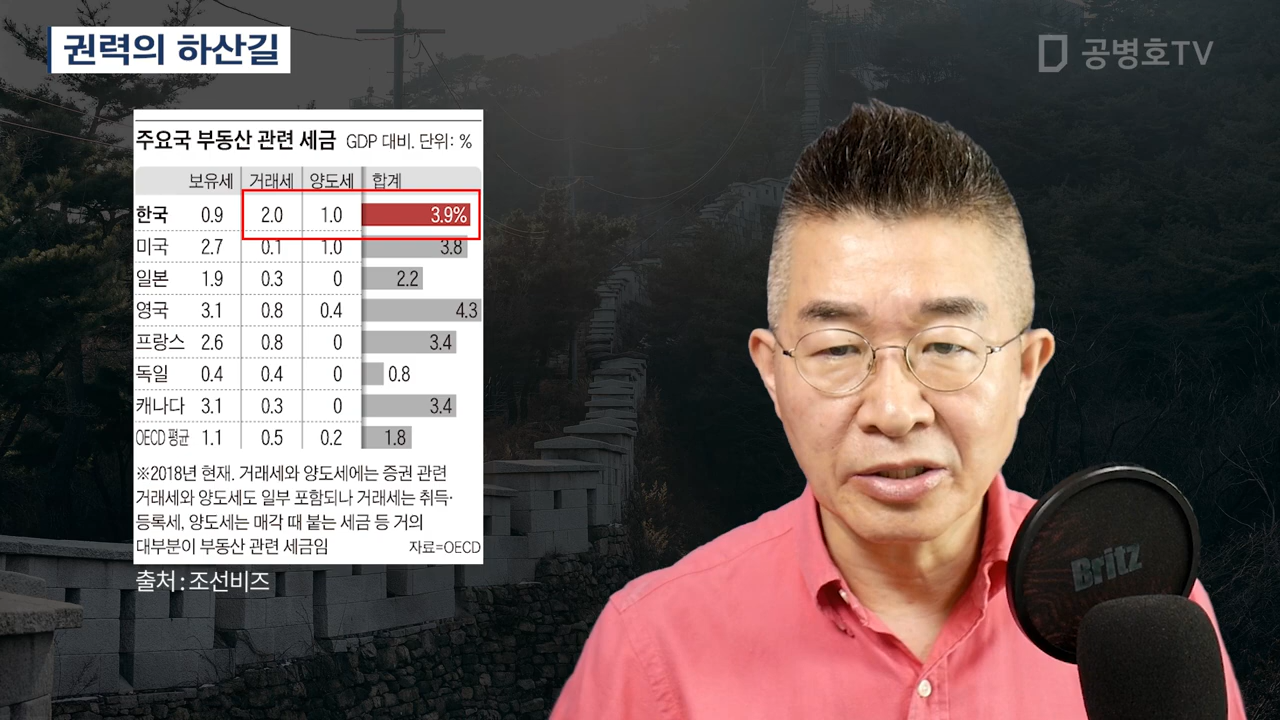 권력의 하산길
공병호TV
주요국 부동산 관련 세금 GDP 대비. 단위: %
보유세 거래세 양도세 합계
한국 0.9 2.0 1.0 3.9%
미국 2.7 0.1 1.0 3.8
일본 1.9 0.3 0 2.2
영국 3.1 0.8 0.4 4.3
프랑스 2.6 0.8 0 3.4
독일 0.4 0.4 0 0.8
캐나다 3.1 0.3 0 3.4
OECD 평균 1.1 0.5 0.2 1.8
※2018년 현재. 거래세와 양도세에는 증권 관련
거래세와 양도세도 일부 포함되나 거래세는 취득·
등록세, 양도세는 매각 때 붙는 세금 등 거의
대부분이 부동산 관련 세금임 자료=OECD
출처 : 조선비즈
Britz